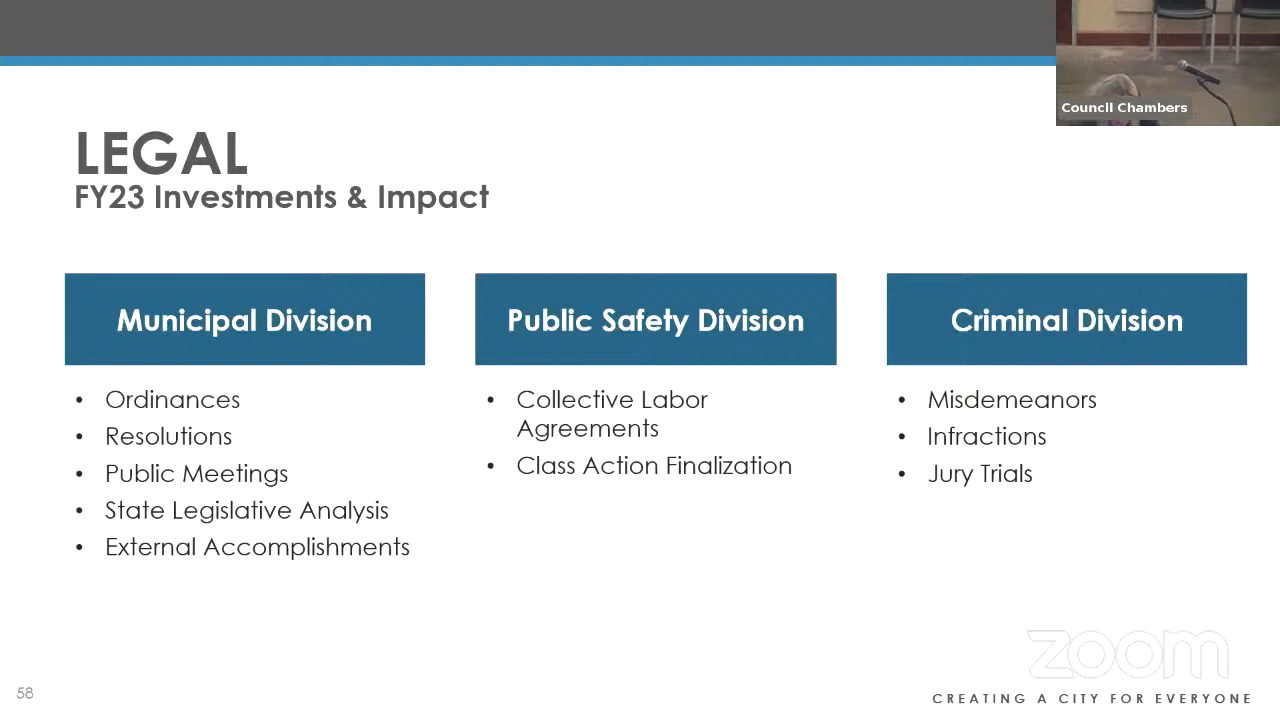 Council Chambers
LEGAL
FY23 Investments & Impact
Municipal Division
• Ordinances
• Resolutions
• Public Meetings
• State Legislative Analysis
• External Accomplishments
Public Safety Division
• Collective Labor
Agreements
• Class Action Finalization
Criminal Division
• Misdemeanors
• Infractions
• Jury Trials
zoom
58
CREATING A CITY FOR EVERYONE